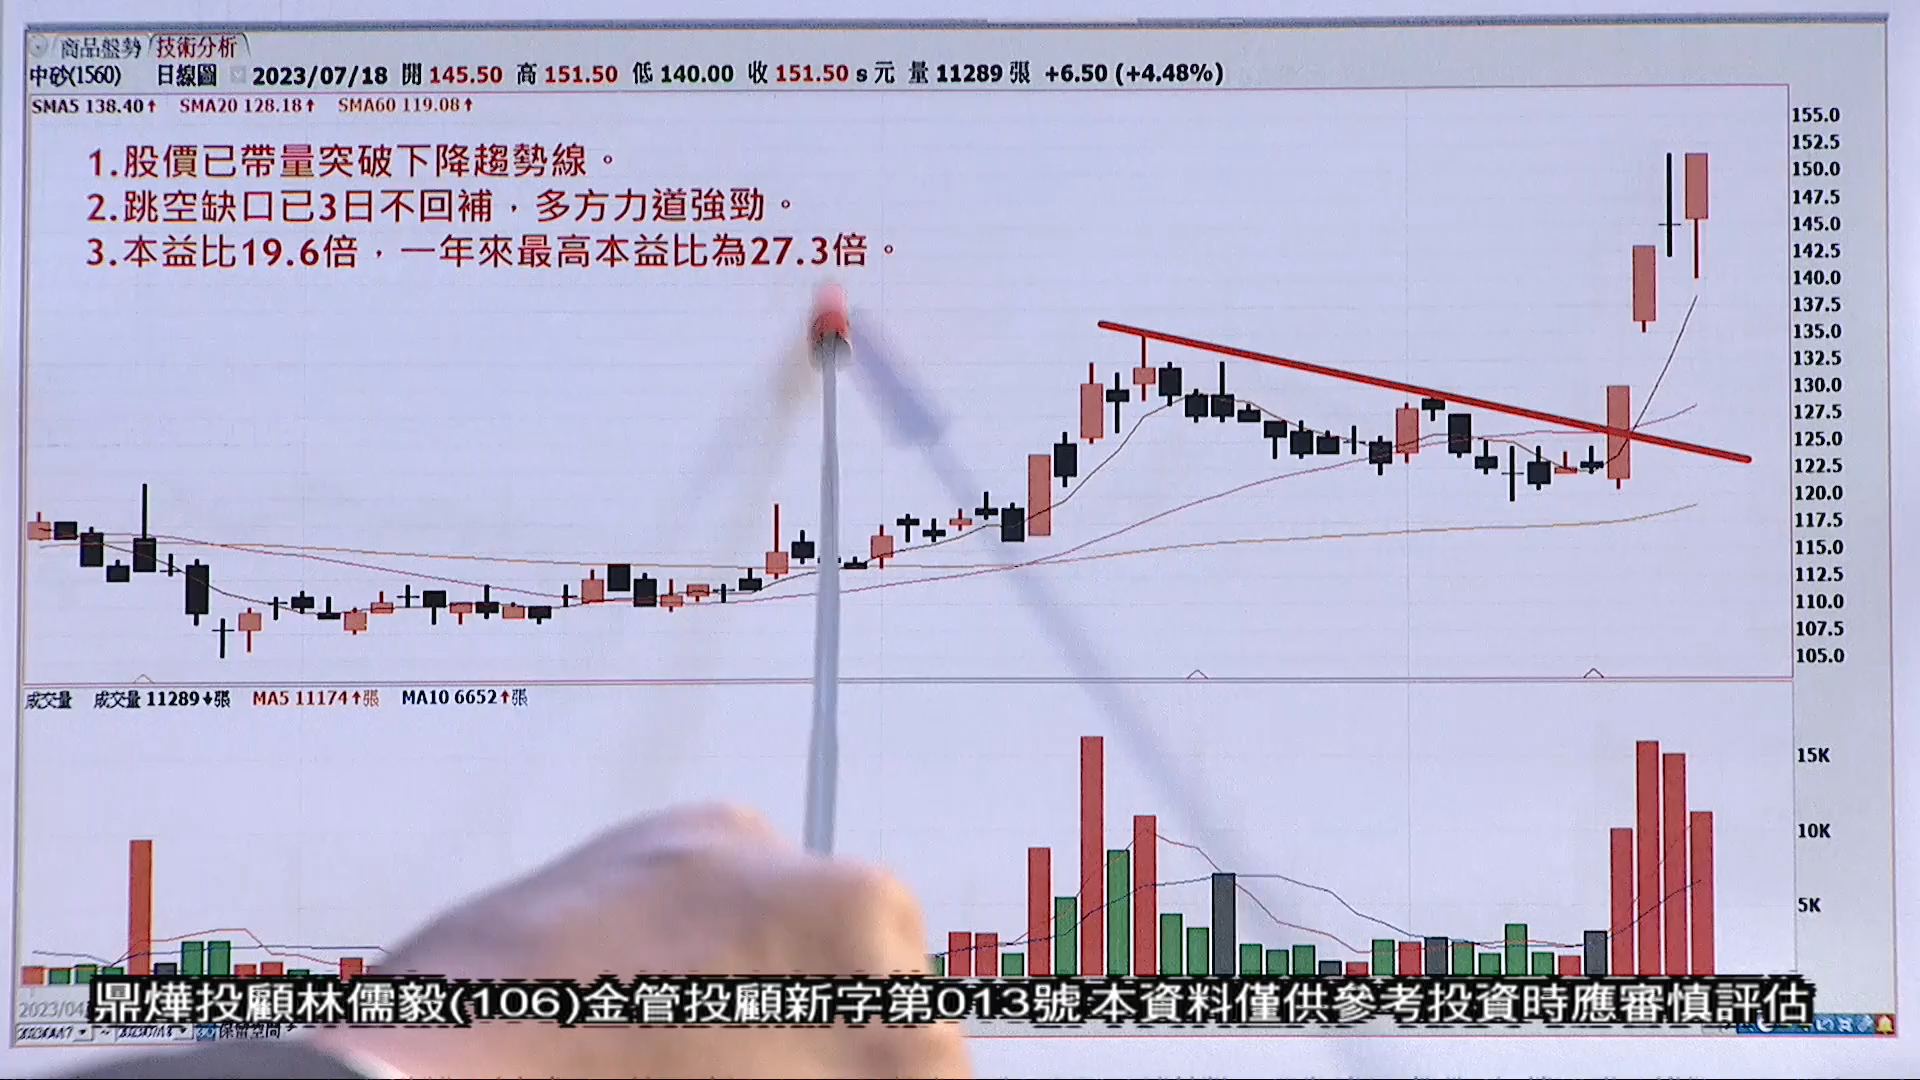 商品盤勢 技術分析
中砂(1560) 日線圖 2023/07/18 開 145.50 高 151.50 低 140.00 收 151.50 s 元 量 11289 張 +6.50 (+4.48%)
SMA5 138.40↑ SMA20 128.18↑ SMA60 119.08↑
1.股價已帶量突破下降趨勢線。
2.跳空缺口已3日不回補，多方力道強勁。
3.本益比19.6倍，一年來最高本益比為27.3倍。
155.0
152.5
150.0
147.5
145.0
142.5
140.0
137.5
135.0
132.5
130.0
127.5
125.0
122.5
120.0
117.5
115.0
112.5
110.0
107.5
105.0
成交量 成交量 11289↓張 MA5 11174↑張 MA10 6652↑張
15K
10K
5K
鼎燁投顧林儒毅(106)金管投顧新字第013號本資料僅供參考投資時應審慎評估
2023/04
保留空間